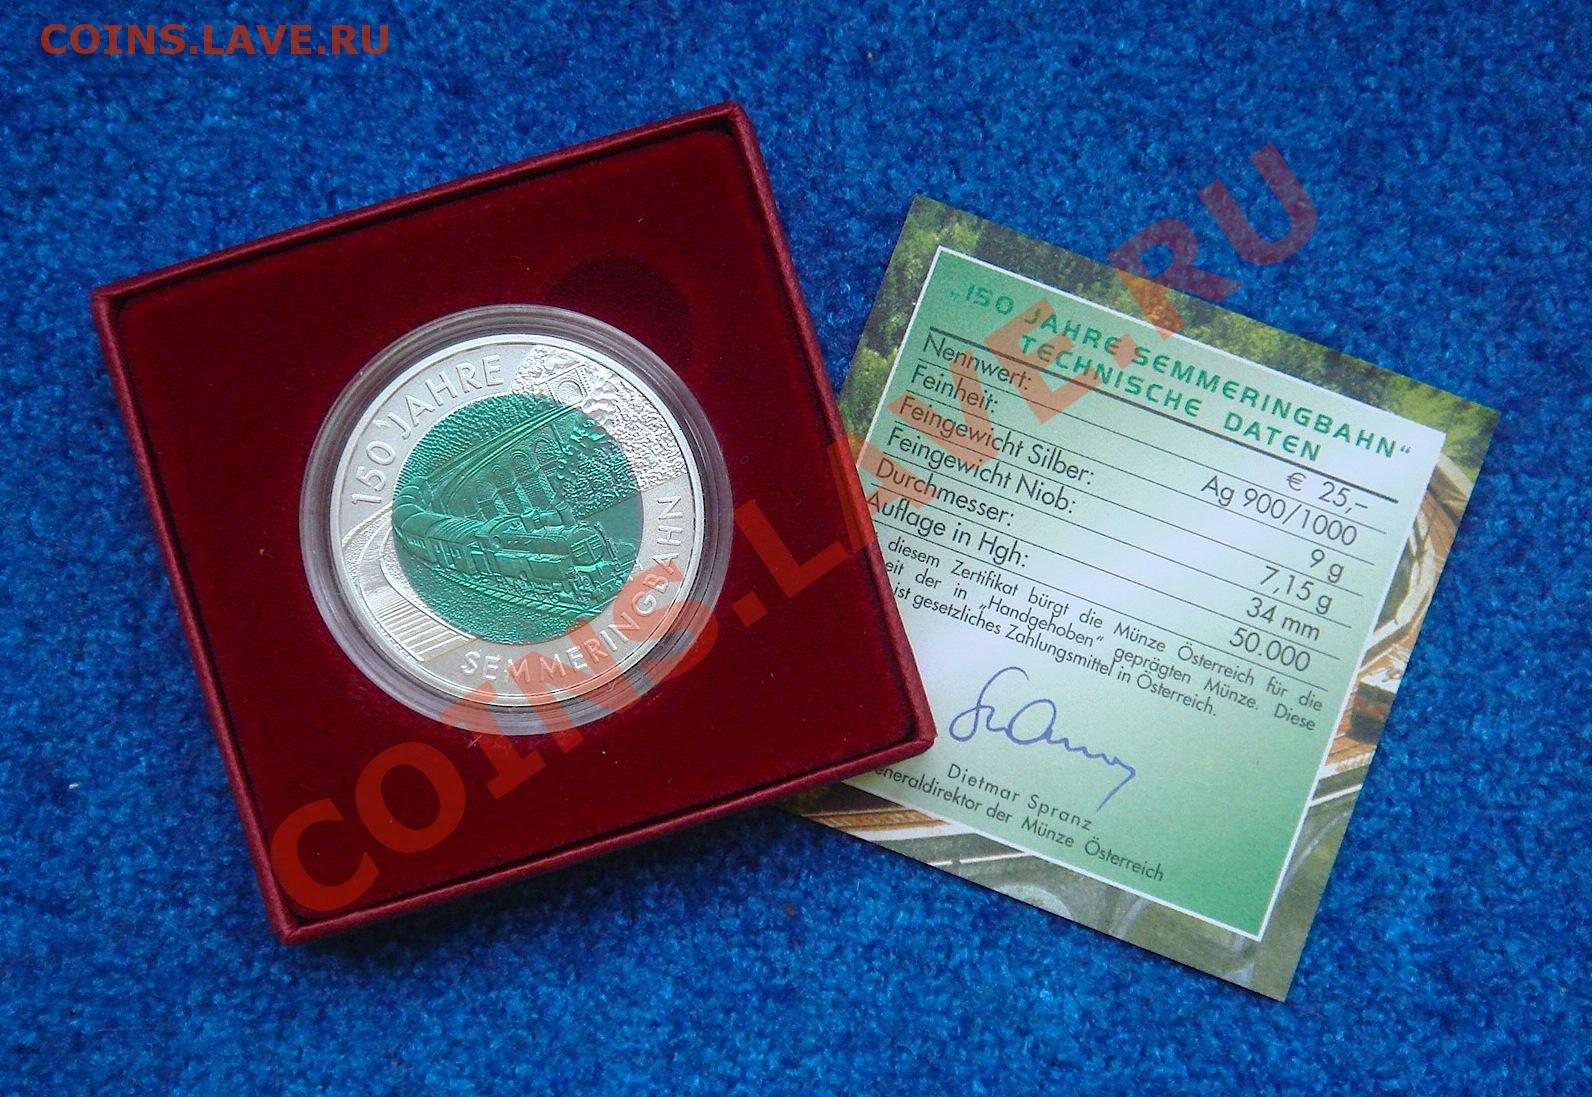 COINS.LAVE.RU
150 JAHRE
SEMMERINGBAHN
„150 JAHRE SEMMERINGBAHN“
TECHNISCHE DATEN
Nennwert: € 25,–
Feinheit: Ag 900/1000
Feingewicht Silber: 9 g
Feingewicht Niob: 7,15 g
Durchmesser: 34 mm
Auflage in Hgh: 50.000
diesem Zertifikat bürgt die Münze Österreich für die
der in „Handgehoben“ geprägten Münze. Diese
ist gesetzliches Zahlungsmittel in Österreich.
Dietmar Spranz
eneraldirektor der Münze Österreich
COINS.LAVE.RU